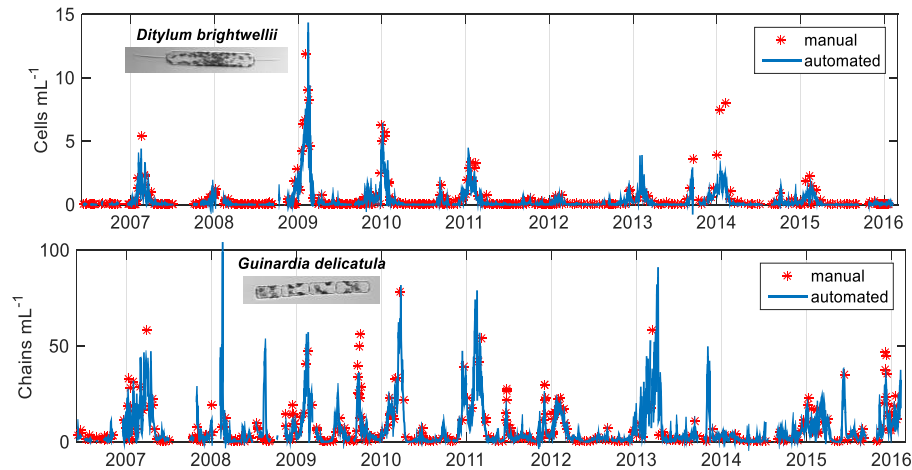 15
10
5
0
Cells mL-1
Ditylum brightwellii
manual
automated
2007 2008 2009 2010 2011 2012 2013 2014 2015 2016
100
50
0
Chains mL-1
Guinardia delicatula
manual
automated
2007 2008 2009 2010 2011 2012 2013 2014 2015 2016